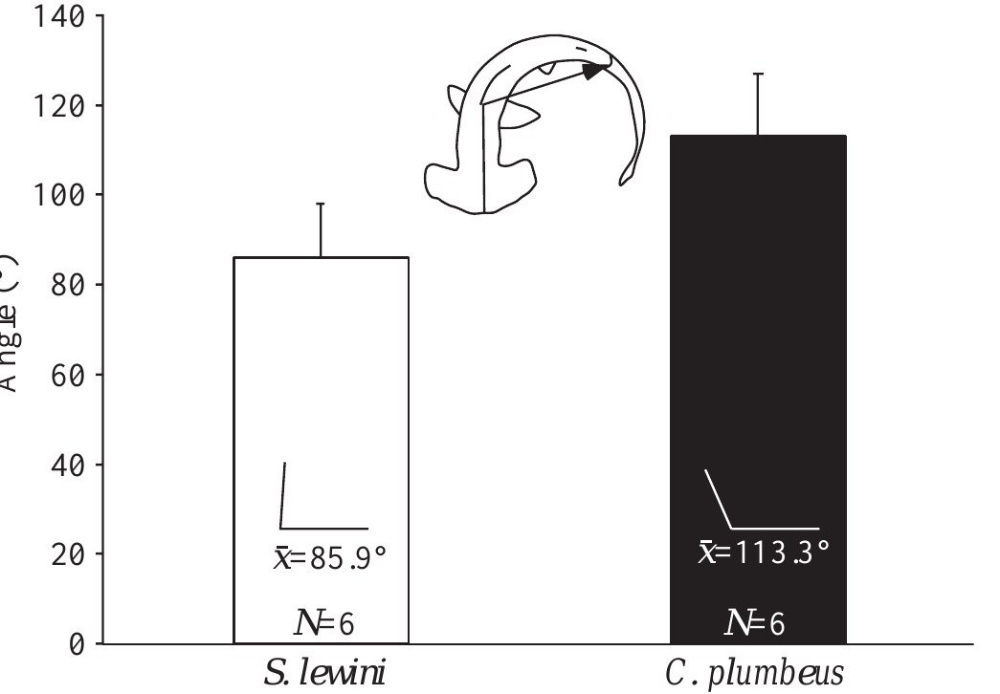 140
120
100
80
60
40
20
0
Angle (°)
x̄=85.9°
N=6
x̄=113.3°
N=6
S. lewini
C. plumbeus